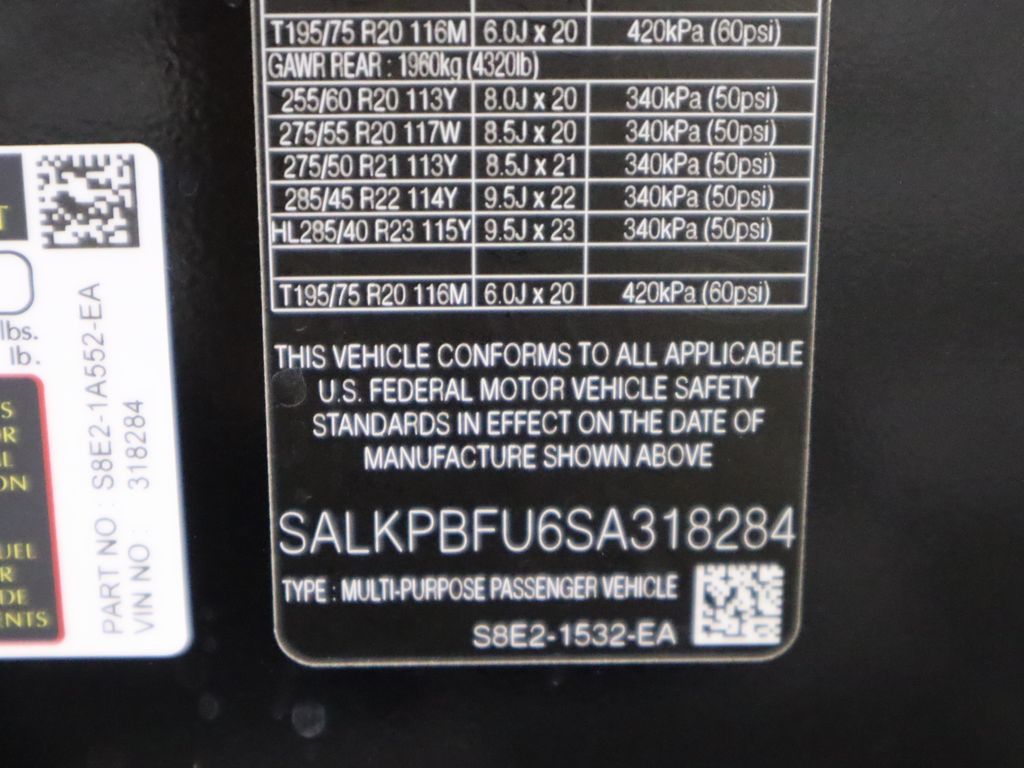 T195/75 R20 116M 6.0J x 20 420kPa (60psi)
GAWR REAR : 1960kg (4320lb)
255/60 R20 113Y 8.0J x 20 340kPa (50psi)
275/55 R20 117W 8.5J x 20 340kPa (50psi)
275/50 R21 113Y 8.5J x 21 340kPa (50psi)
285/45 R22 114Y 9.5J x 22 340kPa (50psi)
HL285/40 R23 115Y 9.5J x 23 340kPa (50psi)
T195/75 R20 116M 6.0J x 20 420kPa (60psi)
THIS VEHICLE CONFORMS TO ALL APPLICABLE
U.S. FEDERAL MOTOR VEHICLE SAFETY
STANDARDS IN EFFECT ON THE DATE OF
MANUFACTURE SHOWN ABOVE
SALKPBFU6SA318284
TYPE : MULTI-PURPOSE PASSENGER VEHICLE
S8E2-1532-EA
lbs.
lb.
PART NO : S8E2-1A552-EA
VIN NO : 318284